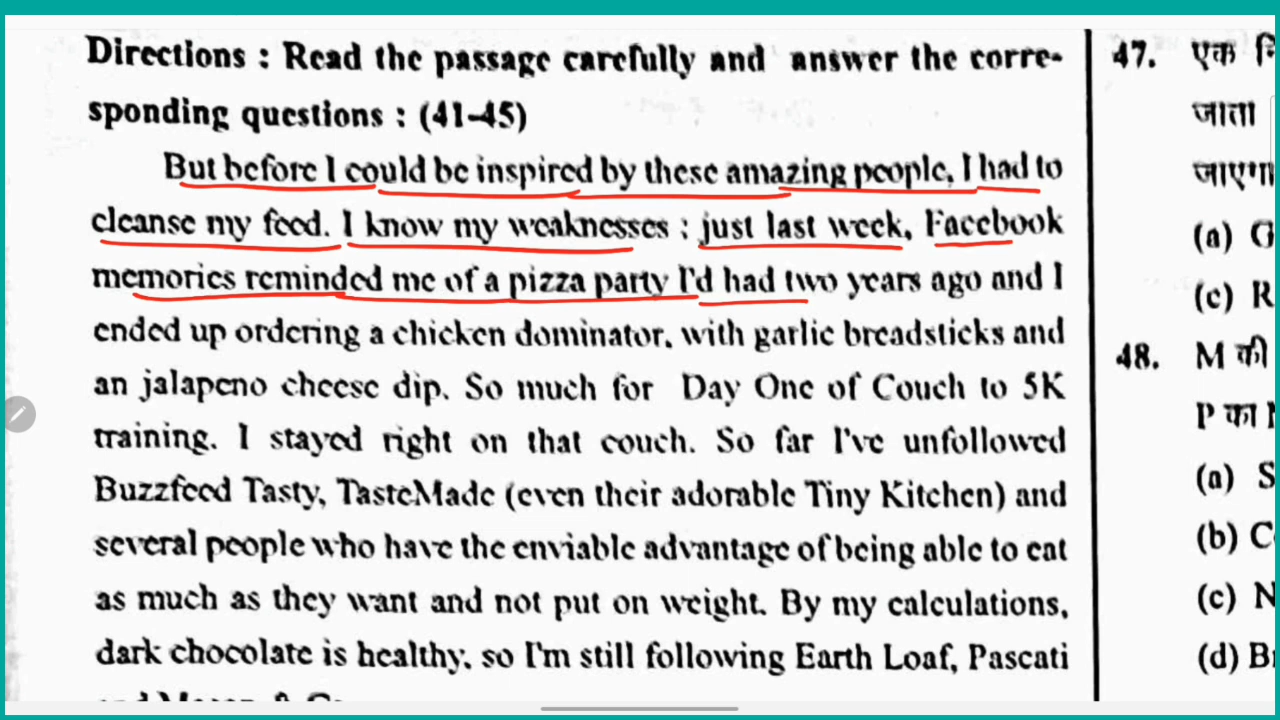 Directions : Read the passage carefully and answer the corre-
sponding questions : (41-45)
But before I could be inspired by these amazing people, I had to
cleanse my feed. I know my weaknesses : just last week, Facebook
memories reminded me of a pizza party I'd had two years ago and I
ended up ordering a chicken dominator, with garlic breadsticks and
an jalapeno cheese dip. So much for Day One of Couch to 5K
training. I stayed right on that couch. So far I've unfollowed
Buzzfeed Tasty, TasteMade (even their adorable Tiny Kitchen) and
several people who have the enviable advantage of being able to eat
as much as they want and not put on weight. By my calculations,
dark chocolate is healthy, so I'm still following Earth Loaf, Pascati
47. एक
जाता
जाएगा
(a) G
(c) R
48. M की
P का
(a) S
(b) C
(c) N
(d) B